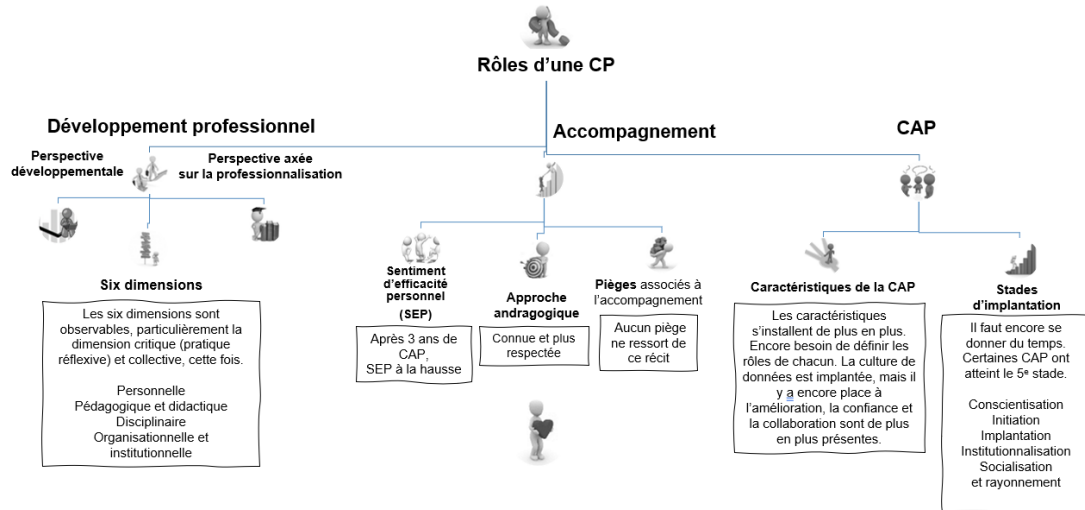 Rôles d’une CP
Développement professionnel
Accompagnement
CAP
Perspective
développementale
Perspective axée
sur la professionnalisation
Six dimensions
Les six dimensions sont
observables, particulièrement la
dimension critique (pratique
réflexive) et collective, cette fois.
Personnelle
Pédagogique et didactique
Disciplinaire
Organisationnelle et
institutionnelle
Sentiment
d’efficacité
personnel
(SEP)
Après 3 ans de
CAP,
SEP à la hausse
Approche
andragogique
Connue et plus
respectée
Pièges associés à
l’accompagnement
Aucun piège
ne ressort de
ce récit
Caractéristiques de la CAP
Les caractéristiques
s’installent de plus en plus.
Encore besoin de définir les
rôles de chacun. La culture de
données est implantée, mais il
y a encore place à
l’amélioration, la confiance et
la collaboration sont de plus
en plus présentes.
Stades
d’implantation
Il faut encore se
donner du temps.
Certaines CAP ont
atteint le 5e stade.
Conscientisation
Initiation
Implantation
Institutionnalisation
Socialisation
et rayonnement